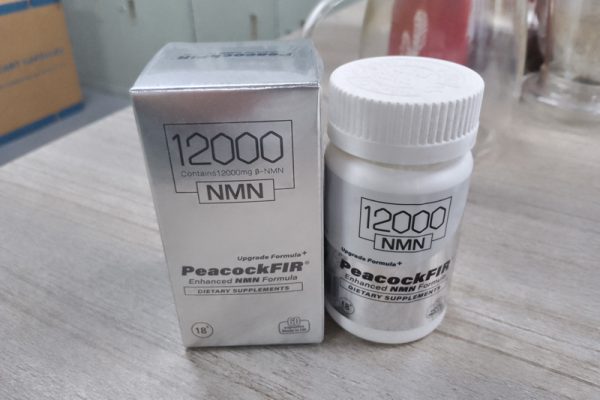 12000
Contains12000mg β-NMN
NMN
Upgrade Formula+
PeacockFIR®
Enhanced NMN Formula
DIETARY SUPPLEMENTS
18+
60
12000
NMN
Upgrade Formula+
PeacockFIR
Enhanced NMN Formula
DIETARY SUPPLEMENTS
18+